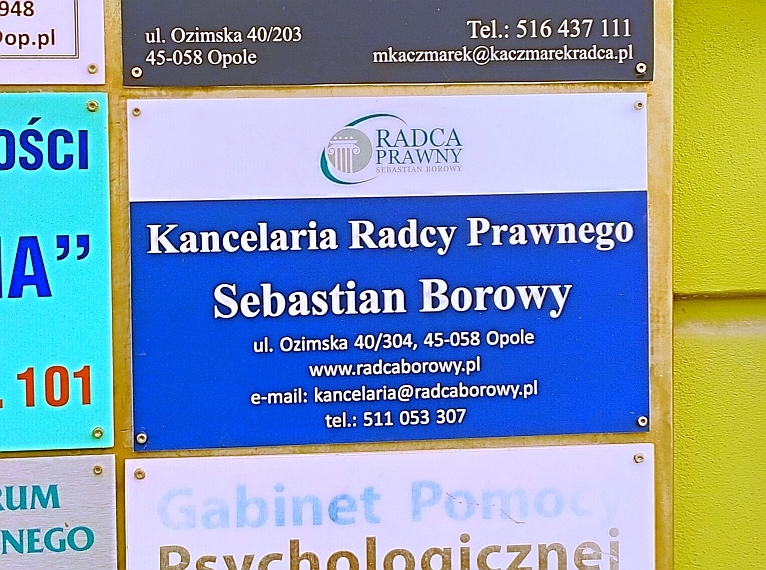 948
@op.pl
ul. Ozimska 40/203
45-058 Opole
Tel.: 516 437 111
mkaczmarek@kaczmarekradca.pl
OŚCI
IA”
. 101
RADCA
PRAWNY
SEBASTIAN BOROWY
Kancelaria Radcy Prawnego
Sebastian Borowy
ul. Ozimska 40/304, 45-058 Opole
www.radcaborowy.pl
e-mail: kancelaria@radcaborowy.pl
tel.: 511 053 307
RUM
NEGO
Gabinet Pomocy
Psychologicznej